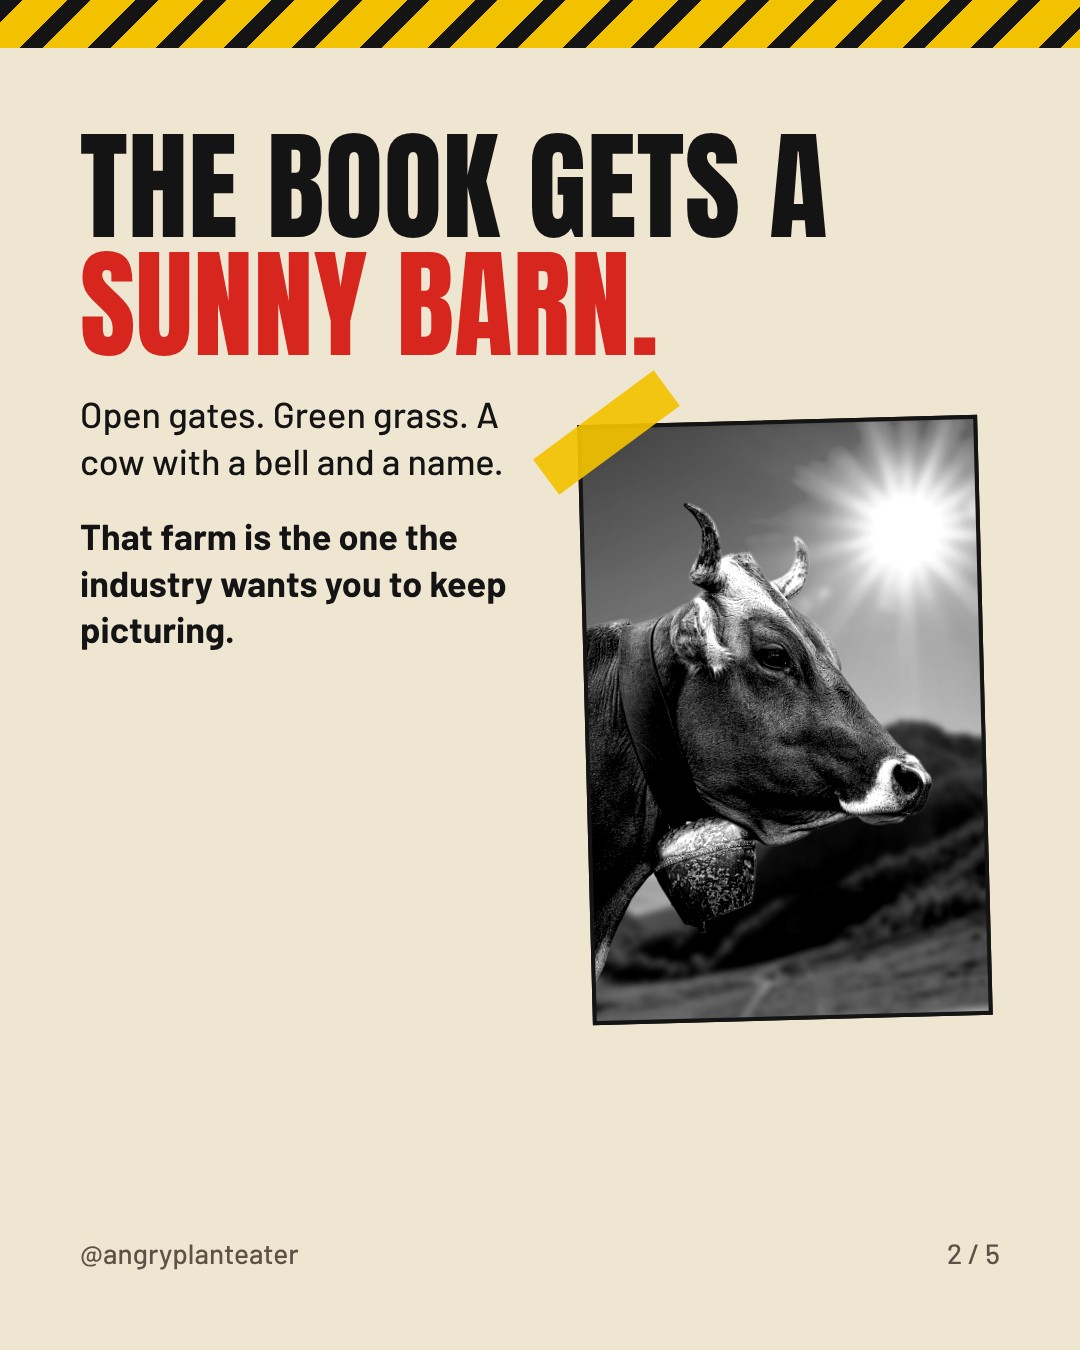 THE BOOK GETS A
SUNNY BARN.
Open gates. Green grass. A
cow with a bell and a name.
That farm is the one the
industry wants you to keep
picturing.
@angryplanteater
2 / 5